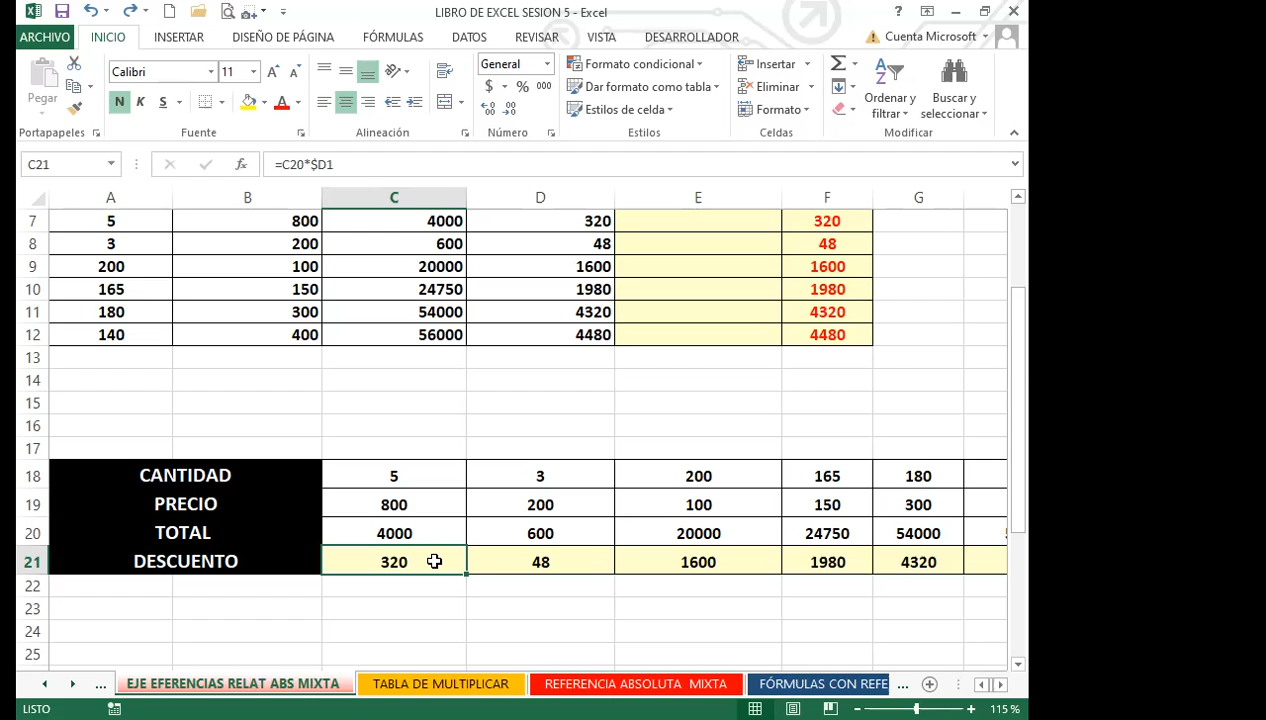 LIBRO DE EXCEL SESION 5 - Excel
ARCHIVO INICIO INSERTAR DISEÑO DE PÁGINA FÓRMULAS DATOS REVISAR VISTA DESARROLLADOR Cuenta Microsoft
Pegar
Calibri 11
N K S
General
$ % 000
Formato condicional
Dar formato como tabla
Estilos de celda
Insertar
Eliminar
Formato
Ordenar y filtrar
Buscar y seleccionar
Portapapeles Fuente Alineación Número Estilos Celdas Modificar
C21 fx =C20*$D1
A B C D E F G
7 5 800 4000 320 320
8 3 200 600 48 48
9 200 100 20000 1600 1600
10 165 150 24750 1980 1980
11 180 300 54000 4320 4320
12 140 400 56000 4480 4480
13
14
15
16
17
18 CANTIDAD 5 3 200 165 180
19 PRECIO 800 200 100 150 300
20 TOTAL 4000 600 20000 24750 54000
21 DESCUENTO 320 48 1600 1980 4320
22
23
24
25
... EJE EFERENCIAS RELAT ABS MIXTA TABLA DE MULTIPLICAR REFERENCIA ABSOLUTA MIXTA FÓRMULAS CON REFE ...
LISTO 115 %